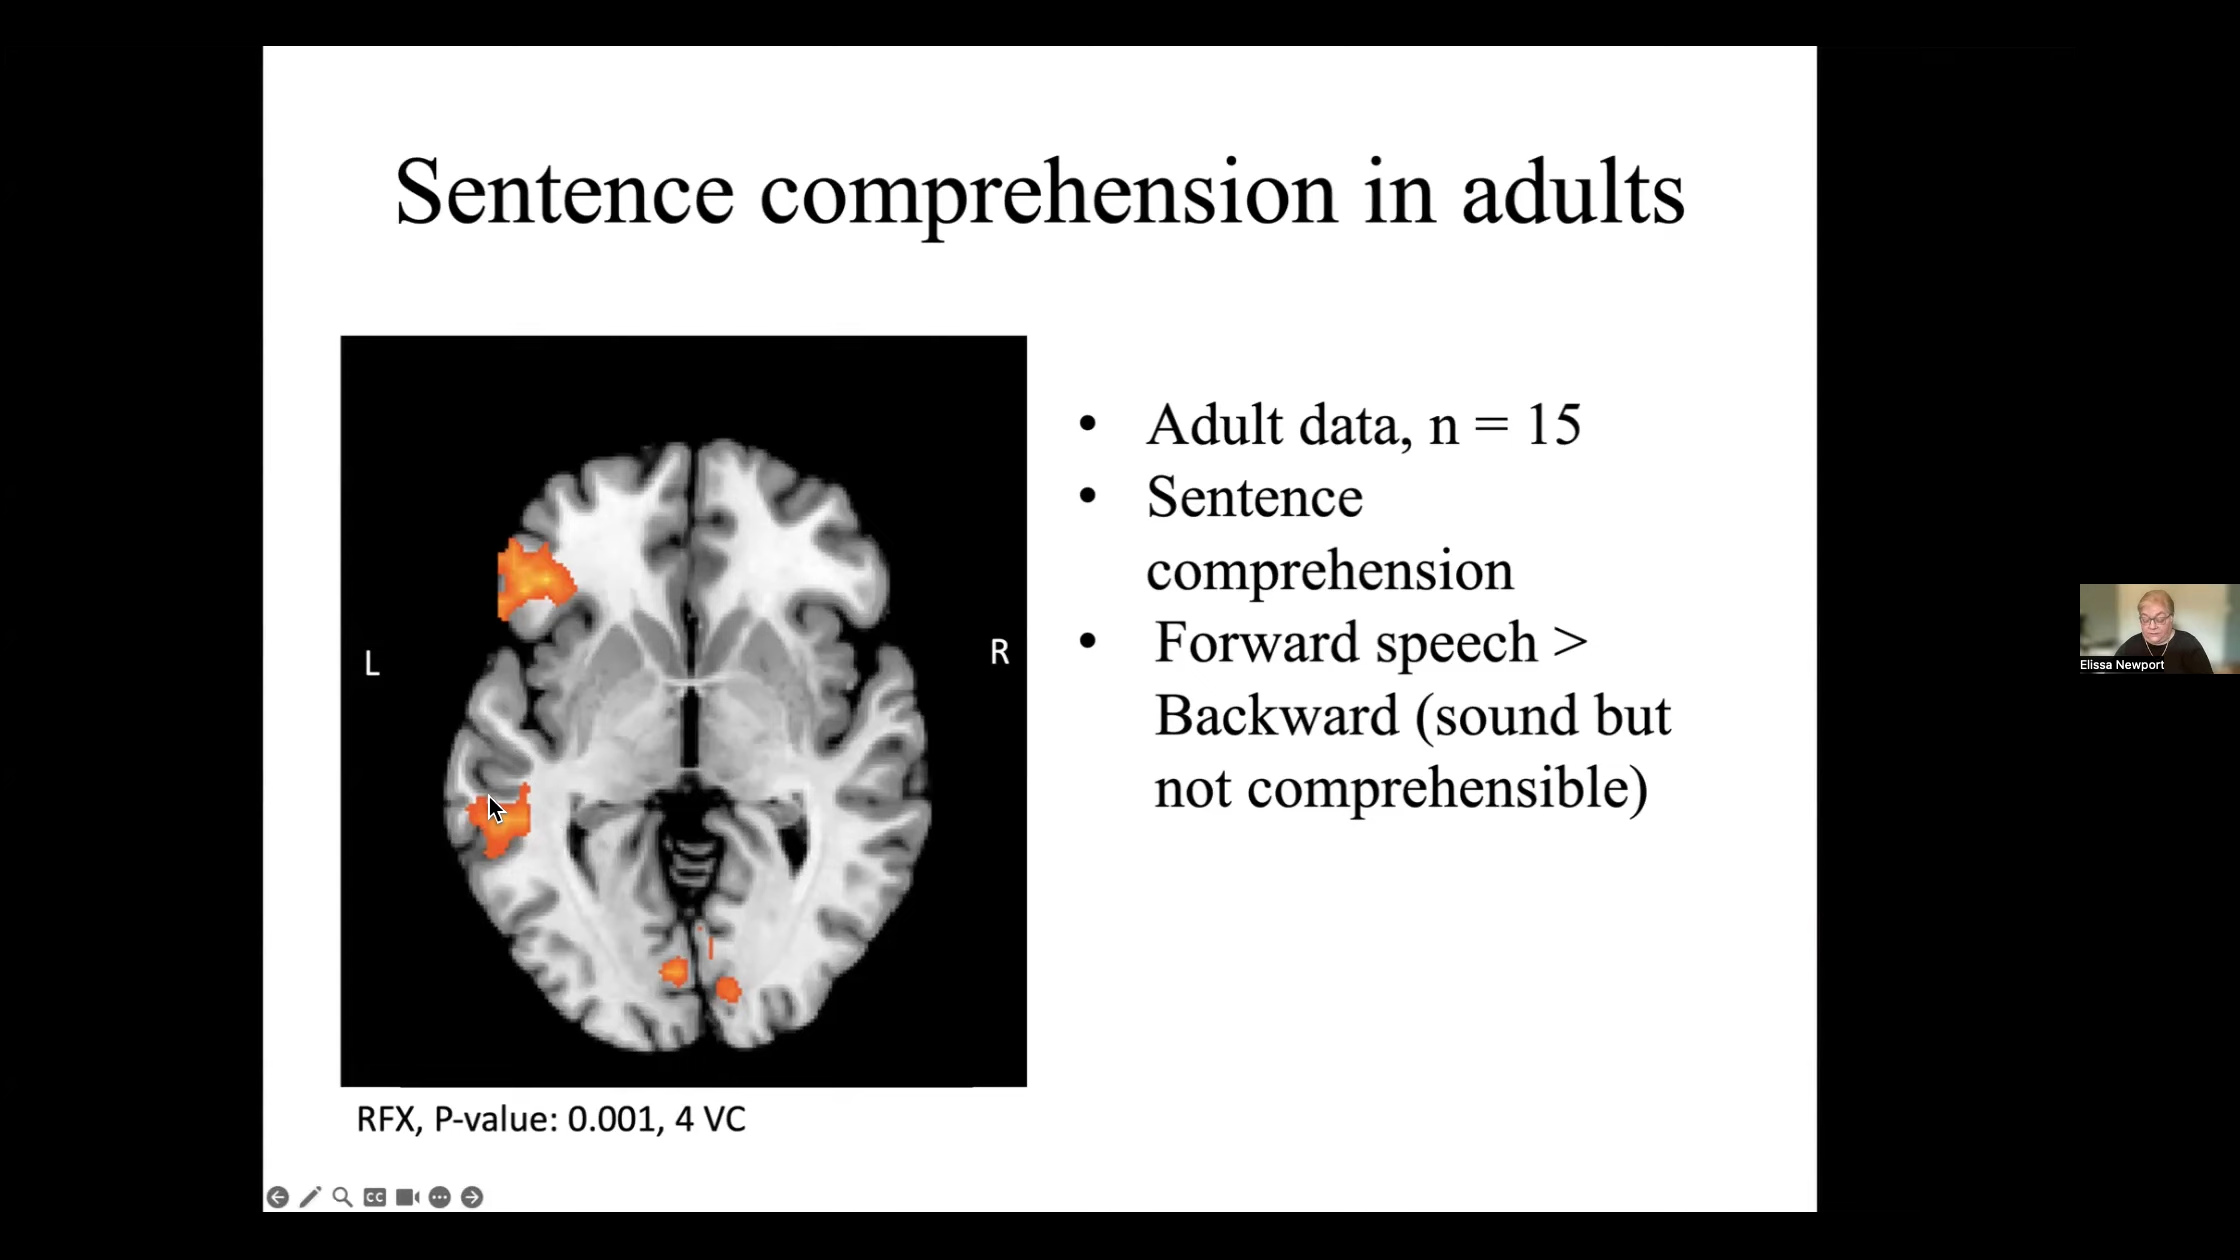 Sentence comprehension in adults
L
R
• Adult data, n = 15
• Sentence
comprehension
• Forward speech >
Backward (sound but
not comprehensible)
RFX, P-value: 0.001, 4 VC
CC
Elissa Newport